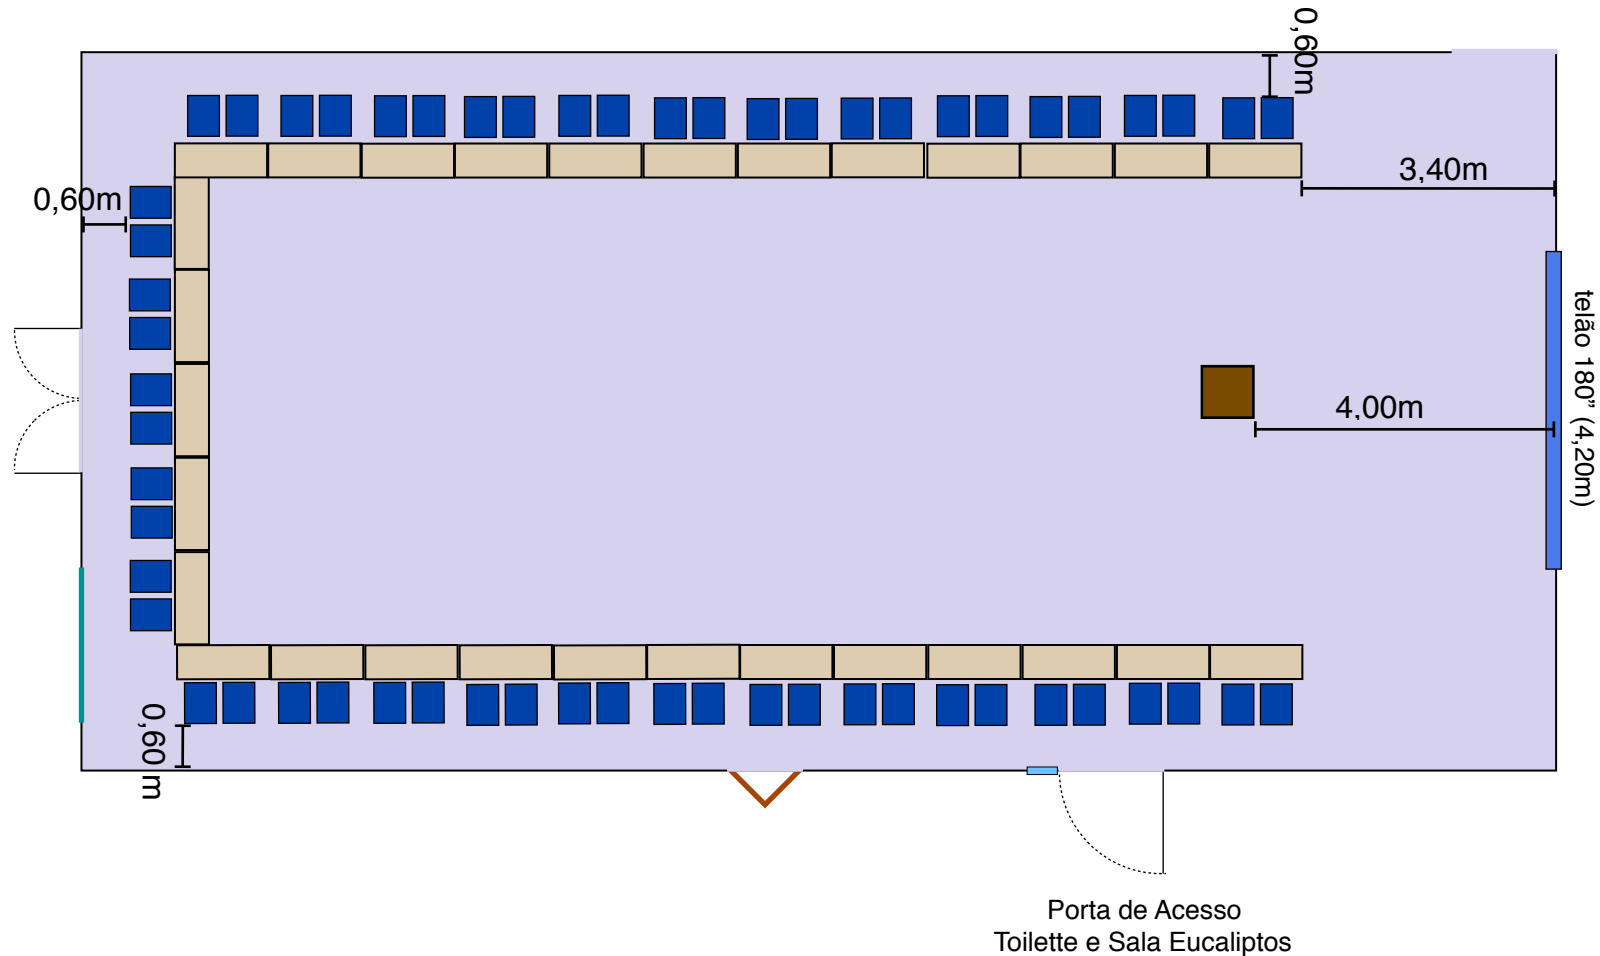 0,60m
3,40m
0,60m
telão 180” (4,20m)
4,00m
0,60 m
Porta de Acesso
Toilette e Sala Eucaliptos